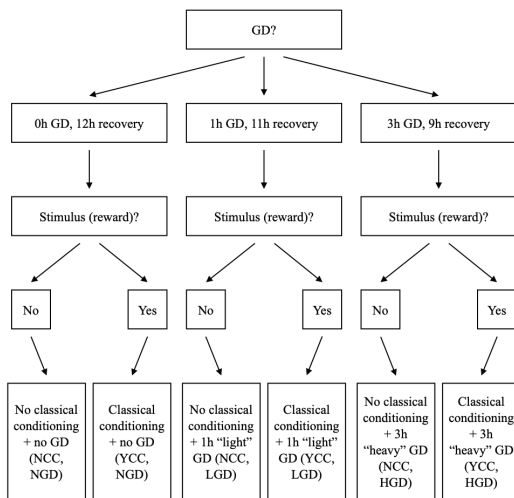 GD?
0h GD, 12h recovery
1h GD, 11h recovery
3h GD, 9h recovery
Stimulus (reward)?
Stimulus (reward)?
Stimulus (reward)?
No
Yes
No
Yes
No
Yes
No classical
conditioning
+ no GD
(NCC,
NGD)
Classical
conditioning
+ no GD
(YCC,
NGD)
No classical
conditioning
+ 1h “light”
GD (NCC,
LGD)
Classical
conditioning
+ 1h “light”
GD (YCC,
LGD)
No classical
conditioning
+ 3h
“heavy” GD
(NCC,
HGD)
Classical
conditioning
+ 3h
“heavy” GD
(YCC,
HGD)